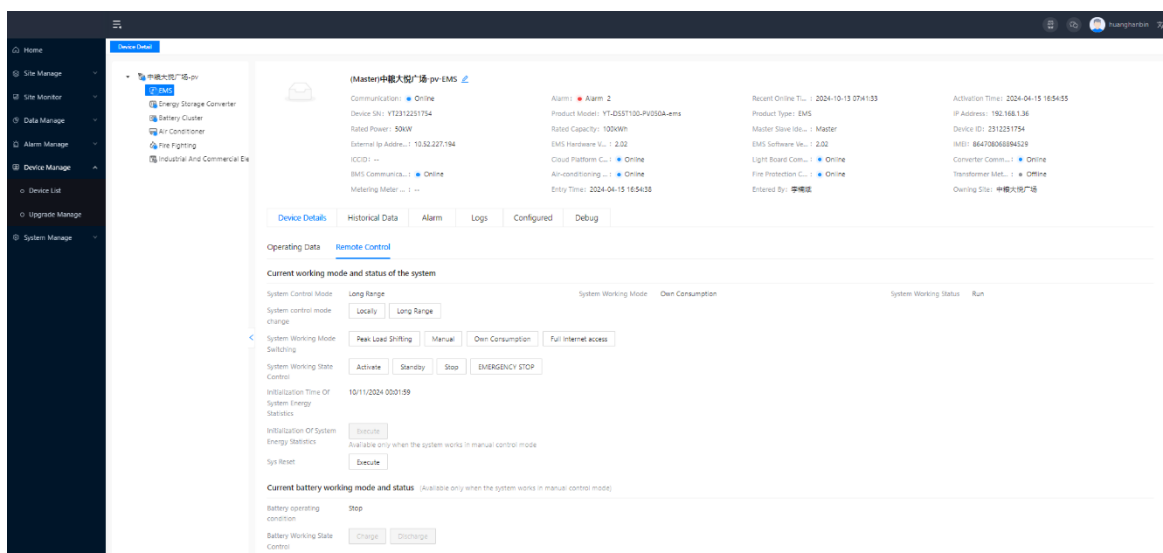 huangharibin
Home
Site Manage
Site Monitor
Data Manage
Alarm Manage
Device Manage
Device List
Upgrade Manage
System Manage
Device Detail
中粮大悦广场-pv
EMS
Energy Storage Converter
Battery Cluster
Air Conditioner
Fire Fighting
Industrial And Commercial Ele
(Master)中粮大悦广场-pv-EMS
Communication: Online
Alarm: Alarm 2
Recent Online Ti... : 2024-10-13 07:41:33
Activation Time: 2024-04-15 16:54:55
Device SN: YT2312251754
Product Model: YT-DSST100-PV050A-ems
Product Type: EMS
IP Address: 192.168.1.36
Rated Power: 50kW
Rated Capacity: 100kWh
Master Slave Ide... : Master
Device ID: 2312251754
External Ip Addre... : 10.52.227.194
EMS Hardware V... : 2.02
EMS Software Ve... : 2.02
IMEI: 864708068894529
ICCID: --
Cloud Platform C... : Online
Light Board Com... : Online
Converter Comm... : Online
BMS Communica... : Online
Air-conditioning ... : Online
Fire Protection C... : Online
Transformer Met... : Offline
Metering Meter ... : --
Entry Time: 2024-04-15 16:54:38
Entered By:
Owning Site: 中粮大悦广场
Device Details Historical Data Alarm Logs Configured Debug
Operating Data Remote Control
Current working mode and status of the system
System Control Mode Long Range
System Working Mode Own Consumption
System Working Status Run
System control mode
change
Locally Long Range
System Working Mode
Switching
Peak Load Shifting Manual Own Consumption Full Internet access
System Working State
Control
Activate Standby Stop EMERGENCY STOP
Initialization Time Of
System Energy
Statistics
10/11/2024 00:01:59
Initialization Of System
Energy Statistics
Execute
Available only when the system works in manual control mode
Sys Reset Execute
Current battery working mode and status (Available only when the system works in manual control mode)
Battery operating
condition
Stop
Battery Working State
Control
Charge Discharge